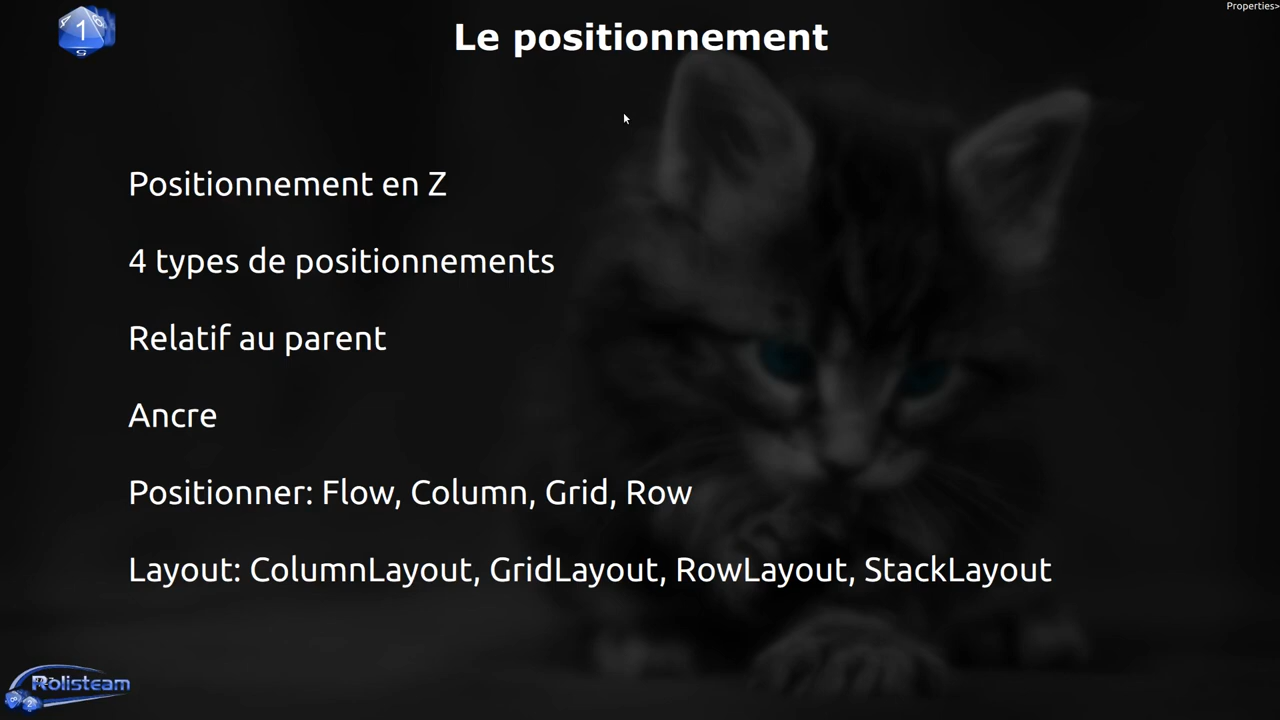 Properties>
Le positionnement
Positionnement en Z
4 types de positionnements
Relatif au parent
Ancre
Positionner: Flow, Column, Grid, Row
Layout: ColumnLayout, GridLayout, RowLayout, StackLayout
Rolisteam